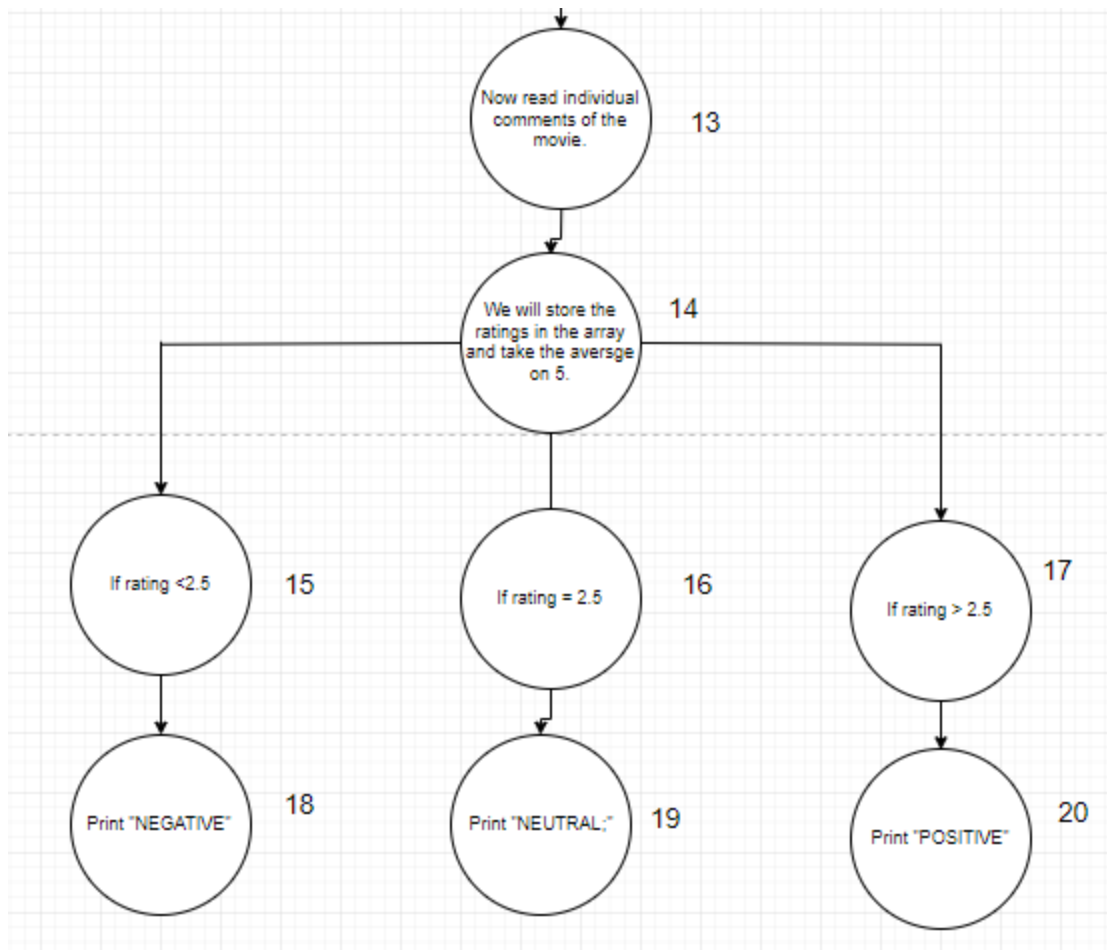 Now read individual
comments of the
movie.
13
We will store the
ratings in the array
and take the aversge
on 5.
14
If rating <2.5
15
If rating = 2.5
16
If rating > 2.5
17
Print "NEGATIVE"
18
Print "NEUTRAL;"
19
Print "POSITIVE"
20